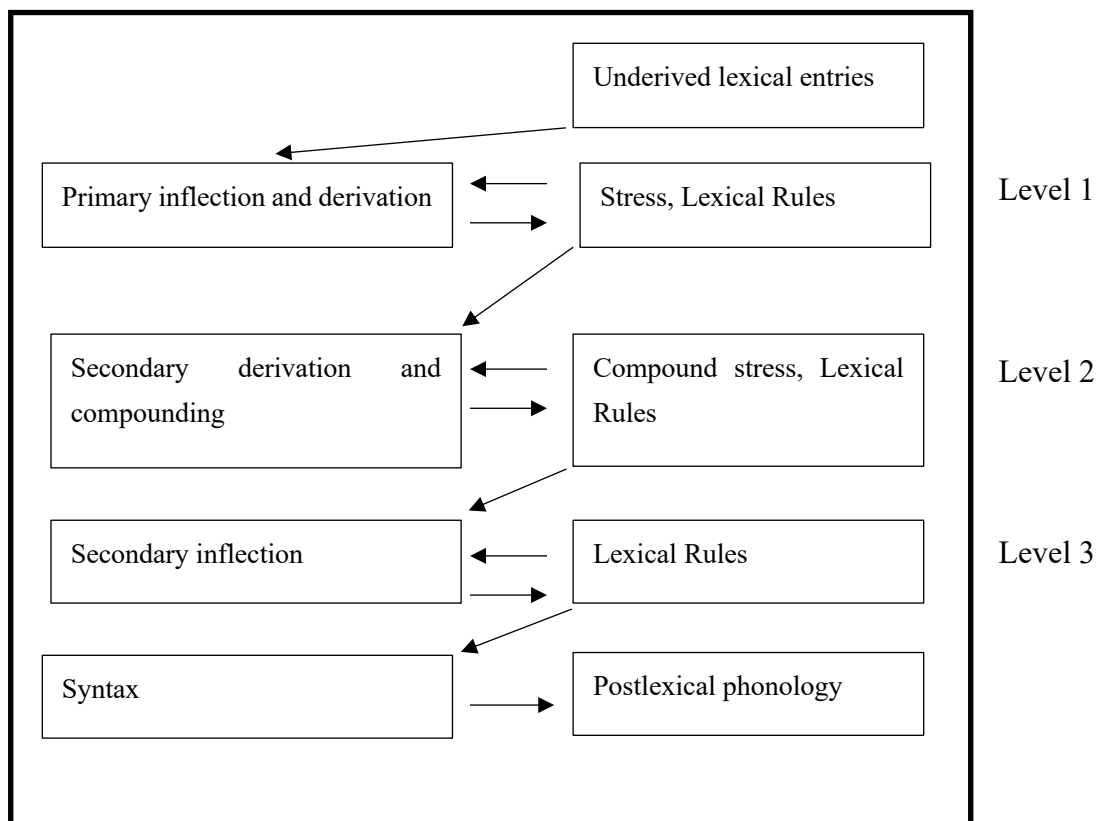 Underived lexical entries
Primary inflection and derivation
Stress, Lexical Rules
Level 1
Secondary derivation and
compounding
Compound stress, Lexical
Rules
Level 2
Secondary inflection
Lexical Rules
Level 3
Syntax
Postlexical phonology